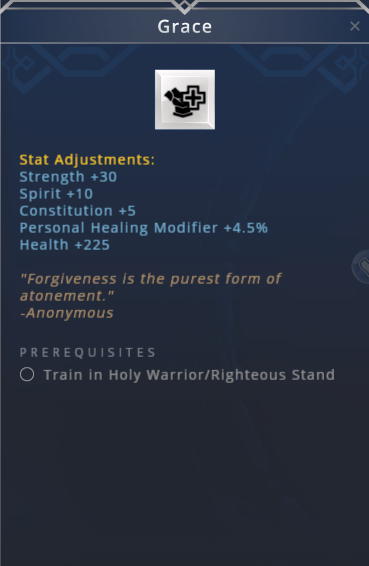 Grace
Stat Adjustments:
Strength +30
Spirit +10
Constitution +5
Personal Healing Modifier +4.5%
Health +225
"Forgiveness is the purest form of
atonement."
-Anonymous
PREREQUISITES
Train in Holy Warrior/Righteous Stand